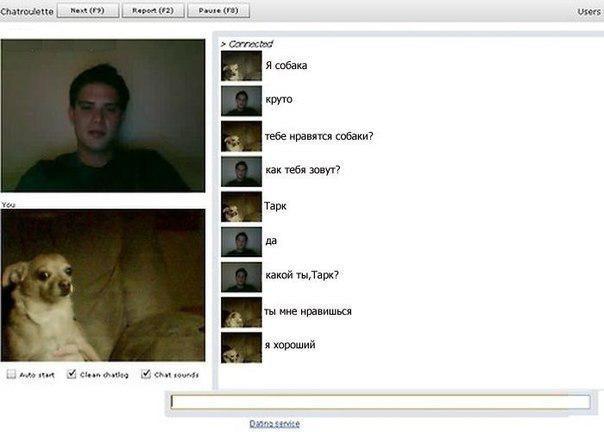 Chatroulette Next (F9) Report (F2) Pause (F8) Users
> Connected
Я собака
круто
тебе нравятся собаки?
как тебя зовут?
Тарк
да
какой ты,Тарк?
ты мне нравишься
я хороший
You
Auto start Clean chatlog Chat sounds
Dating service